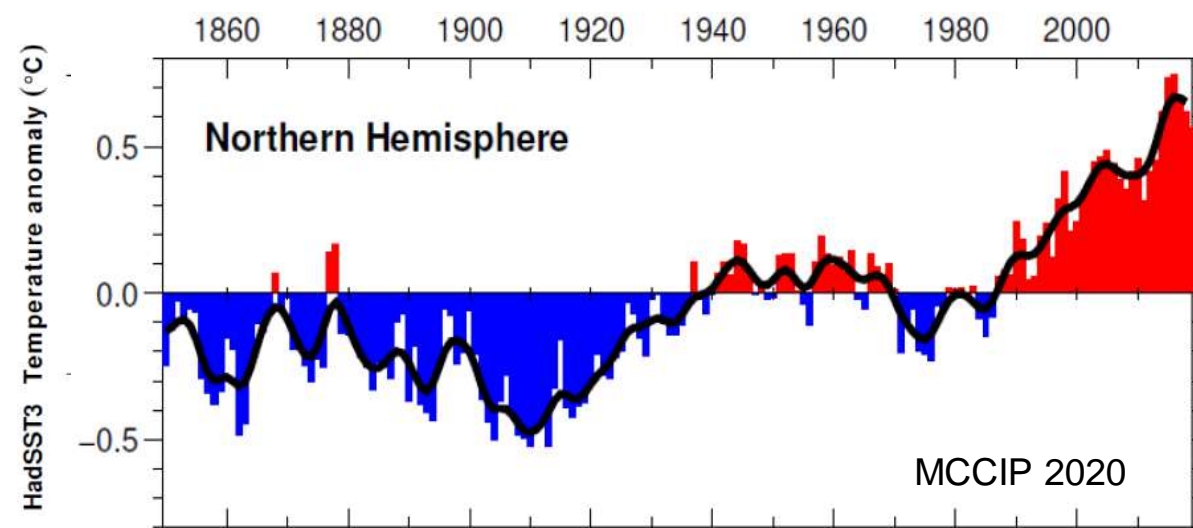 1860 1880 1900 1920 1940 1960 1980 2000
HadSST3 Temperature anomaly (°C)
Northern Hemisphere
0.5
0.0
−0.5
MCCIP 2020